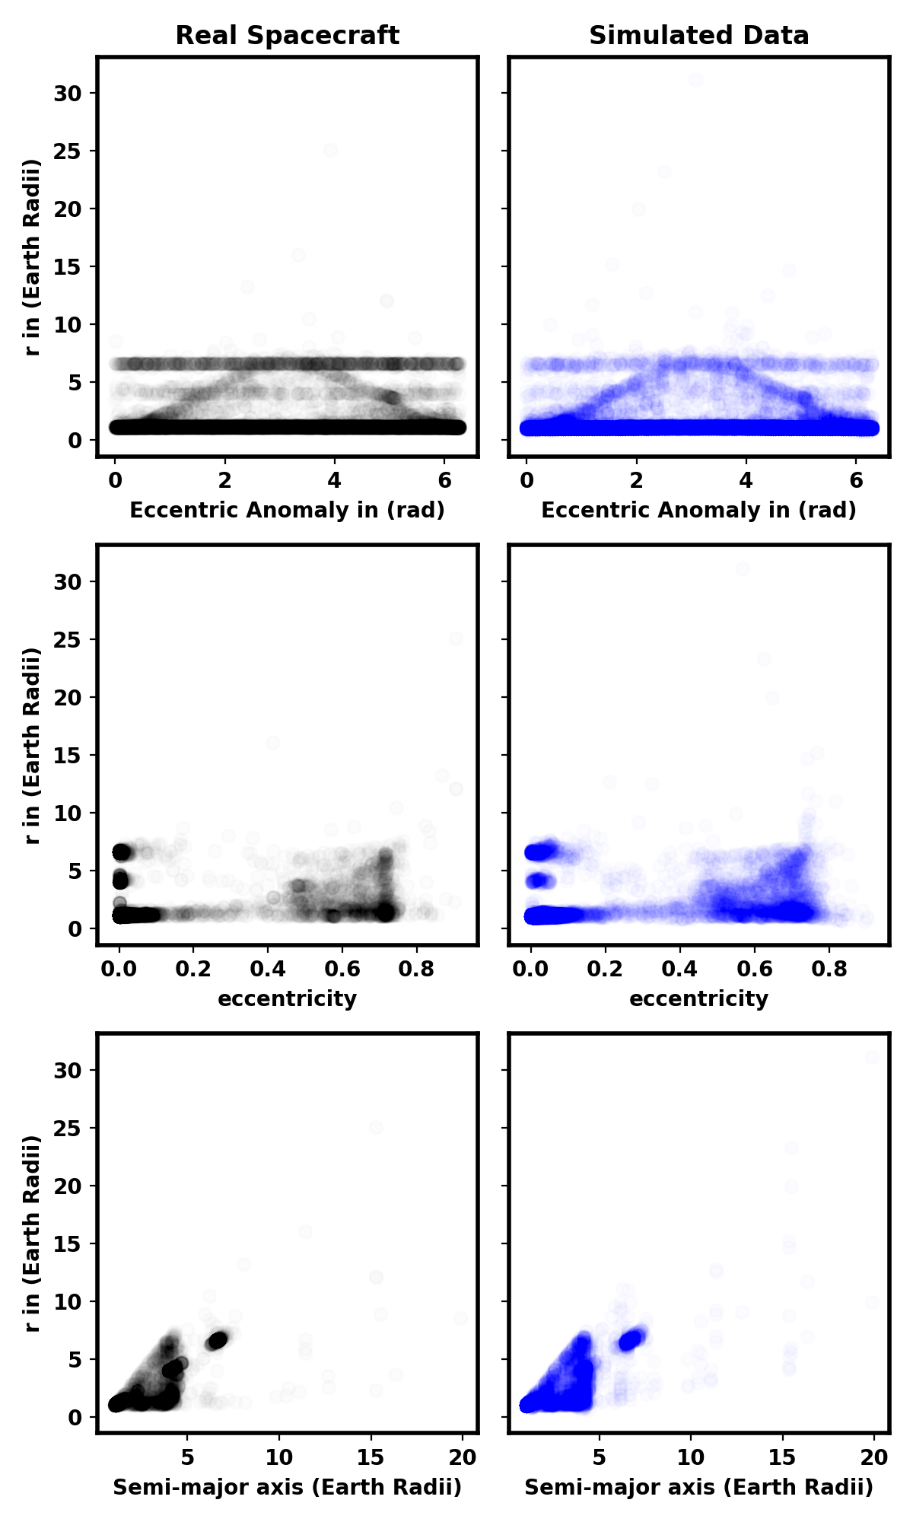 Real Spacecraft Simulated Data
30
25
20
15
10
5
0
r in (Earth Radii)
0 2 4 6 0 2 4 6
Eccentric Anomaly in (rad) Eccentric Anomaly in (rad)
30
25
20
15
10
5
0
r in (Earth Radii)
0.0 0.2 0.4 0.6 0.8 0.0 0.2 0.4 0.6 0.8
eccentricity eccentricity
30
25
20
15
10
5
0
r in (Earth Radii)
5 10 15 20 5 10 15 20
Semi-major axis (Earth Radii) Semi-major axis (Earth Radii)